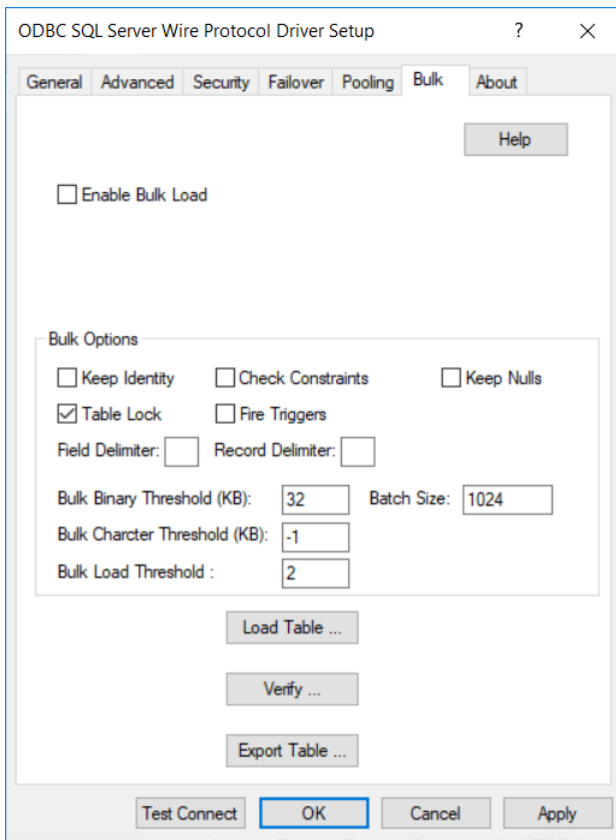 ODBC SQL Server Wire Protocol Driver Setup ?
General Advanced Security Failover Pooling Bulk About
Help
Enable Bulk Load
Bulk Options
Keep Identity Check Constraints Keep Nulls
Table Lock Fire Triggers
Field Delimiter: Record Delimiter:
Bulk Binary Threshold (KB): 32 Batch Size: 1024
Bulk Charcter Threshold (KB): -1
Bulk Load Threshold : 2
Load Table ...
Verify ...
Export Table ...
Test Connect OK Cancel Apply